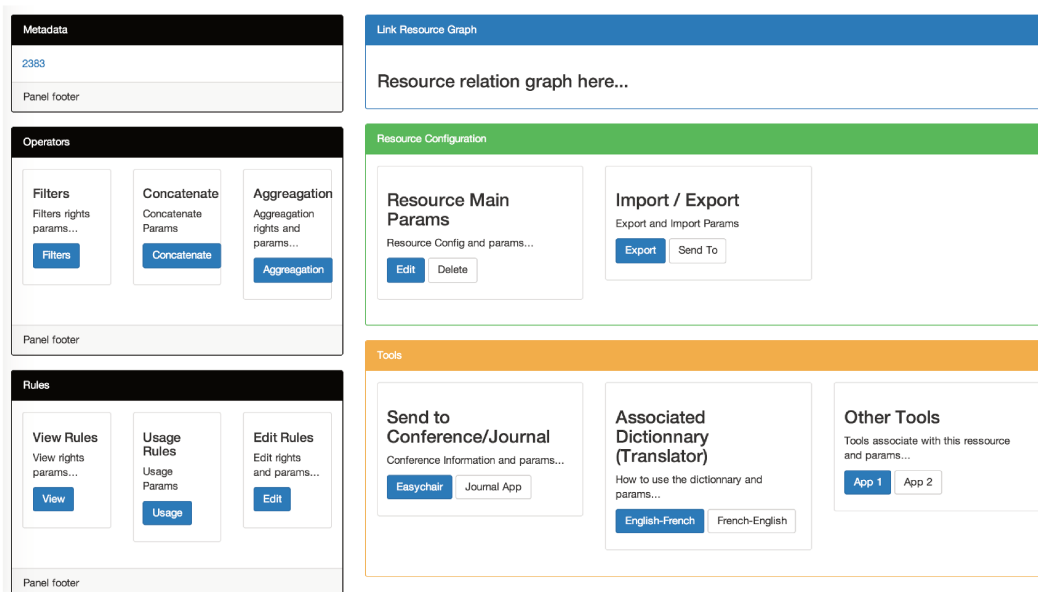 Metadata
2383
Panel footer
Operators
Filters
Filters rights
params...
Filters
Concatenate
Concatenate
Params
Concatenate
Aggreagation
Aggreagation
rights and
params...
Aggreagation
Panel footer
Rules
View Rules
View rights
params...
View
Usage
Rules
Usage
Params
Usage
Edit Rules
Edit rights
and params...
Edit
Panel footer
Link Resource Graph
Resource relation graph here...
Resource Configuration
Resource Main
Params
Resource Config and params...
Edit Delete
Import / Export
Export and Import Params
Export Send To
Tools
Send to
Conference/Journal
Conference Information and params...
Easychair Journal App
Associated
Dictionnary
(Translator)
How to use the dictionnary and
params...
English-French French-English
Other Tools
Tools associate with this ressource
and params...
App 1 App 2